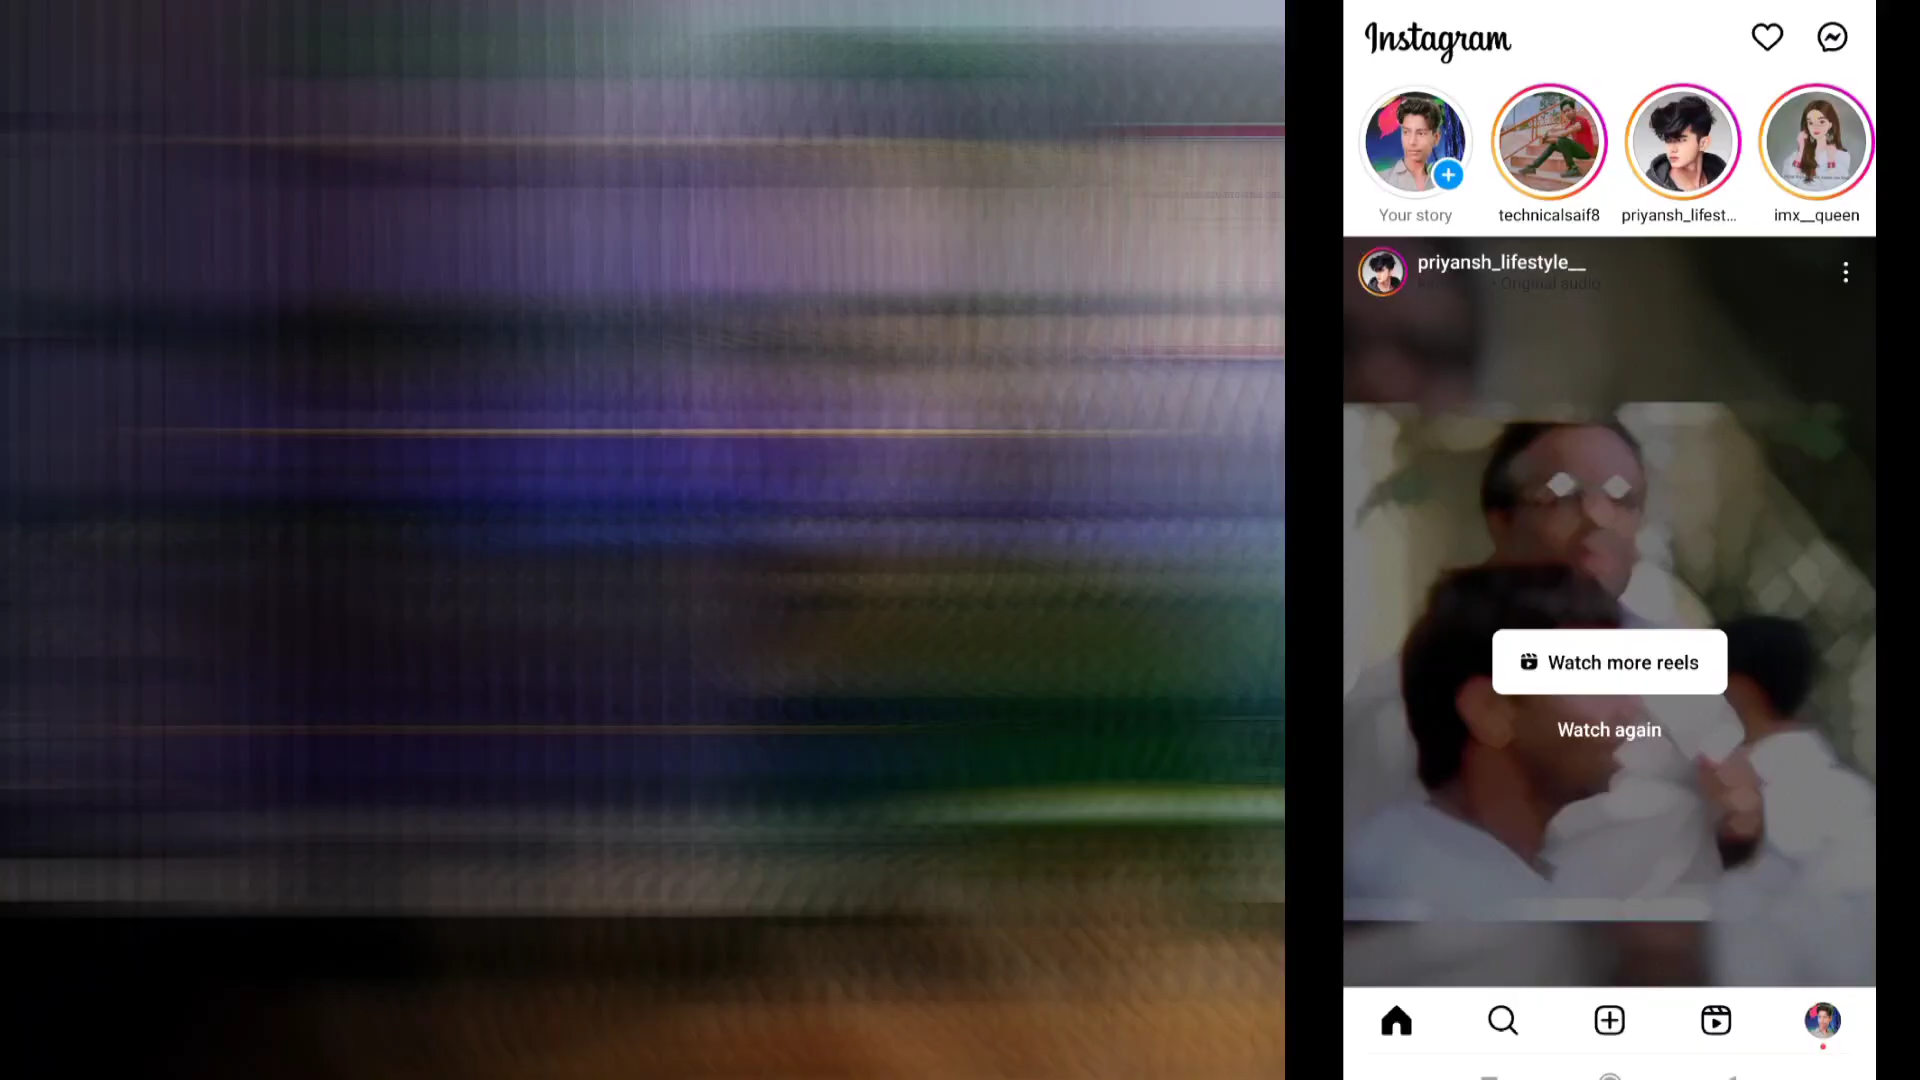 Instagram
Your story
technicalsaif8
priyansh_lifest...
imx__queen
priyansh_lifestyle__
• Original audio
Watch more reels
Watch again